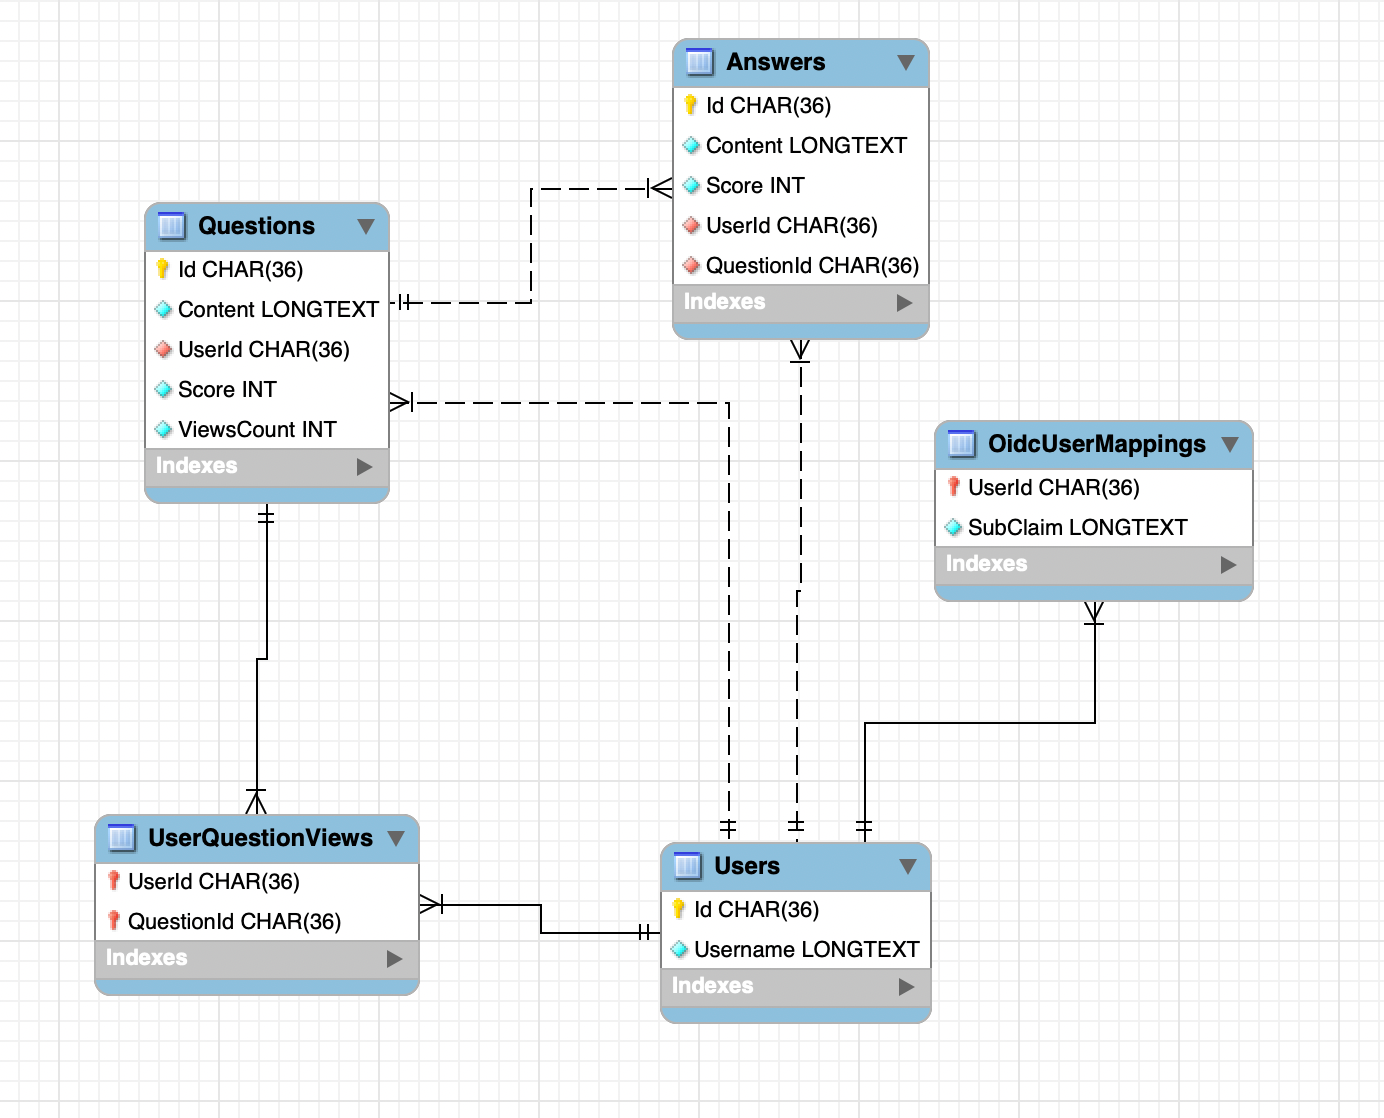 Answers
Id CHAR(36)
Content LONGTEXT
Score INT
UserId CHAR(36)
QuestionId CHAR(36)
Indexes
Questions
Id CHAR(36)
Content LONGTEXT
UserId CHAR(36)
Score INT
ViewsCount INT
Indexes
OidcUserMappings
UserId CHAR(36)
SubClaim LONGTEXT
Indexes
UserQuestionViews
UserId CHAR(36)
QuestionId CHAR(36)
Indexes
Users
Id CHAR(36)
Username LONGTEXT
Indexes